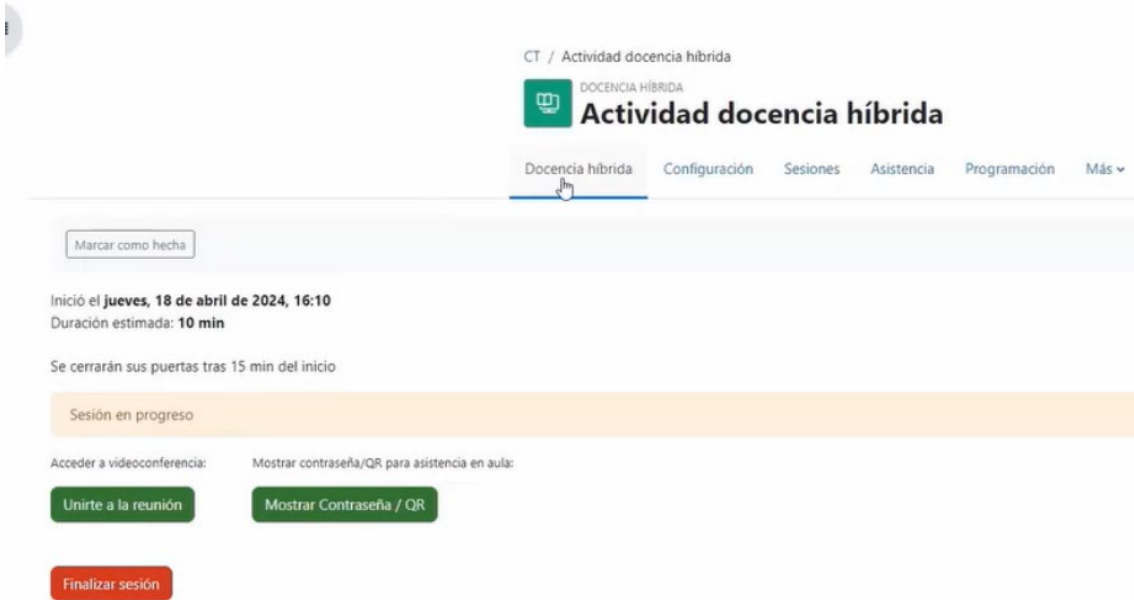 CT / Actividad docencia híbrida
DOCENCIA HÍBRIDA
Actividad docencia híbrida
Docencia híbrida Configuración Sesiones Asistencia Programación Más
Marcar como hecha
Inició el jueves, 18 de abril de 2024, 16:10
Duración estimada: 10 min
Se cerrarán sus puertas tras 15 min del inicio
Sesión en progreso
Acceder a videoconferencia: Mostrar contraseña/QR para asistencia en aula:
Unirte a la reunión Mostrar Contraseña / QR
Finalizar sesión